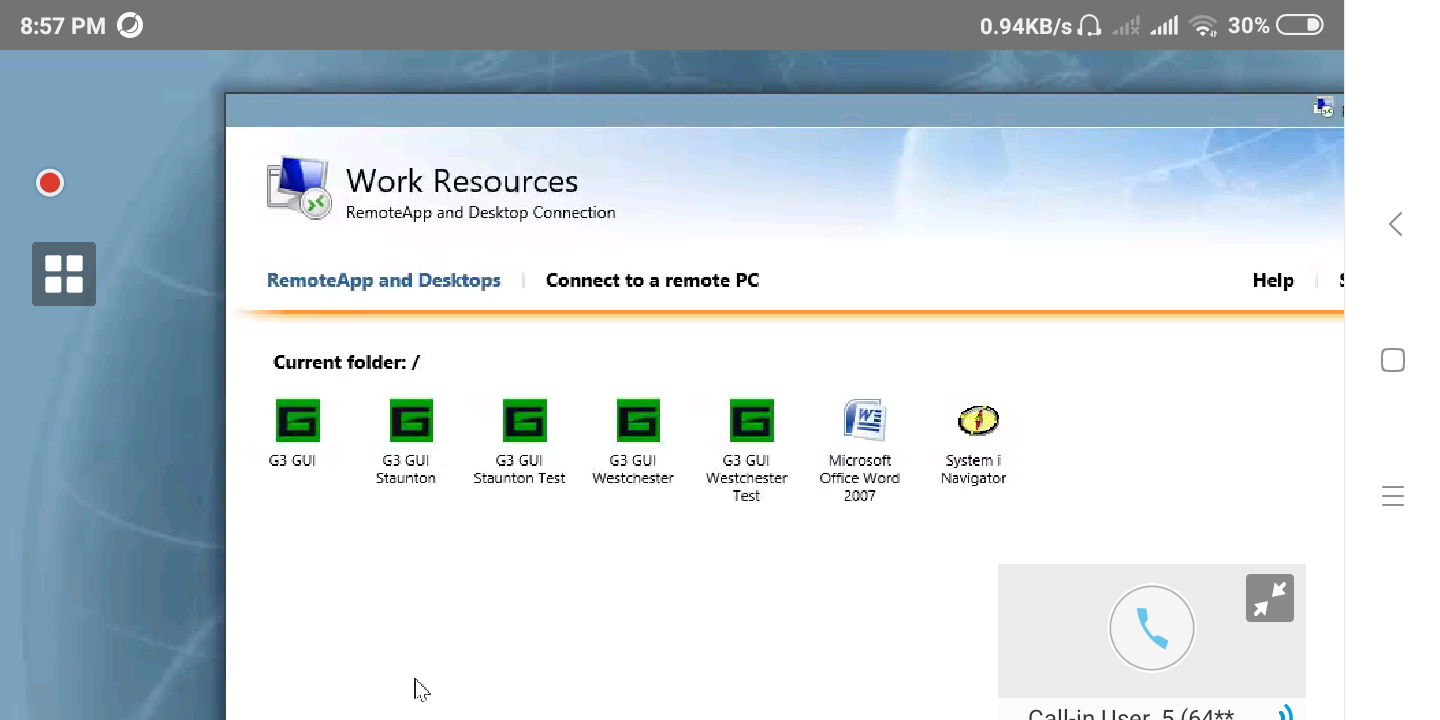 8:57 PM
0.94KB/s
30%
Work Resources
RemoteApp and Desktop Connection
RemoteApp and Desktops
Connect to a remote PC
Help
Current folder: /
G3 GUI
G3 GUI
Staunton
G3 GUI
Staunton Test
G3 GUI
Westchester
G3 GUI
Westchester
Test
Microsoft
Office Word
2007
System i
Navigator
Call-in User_5 (64**